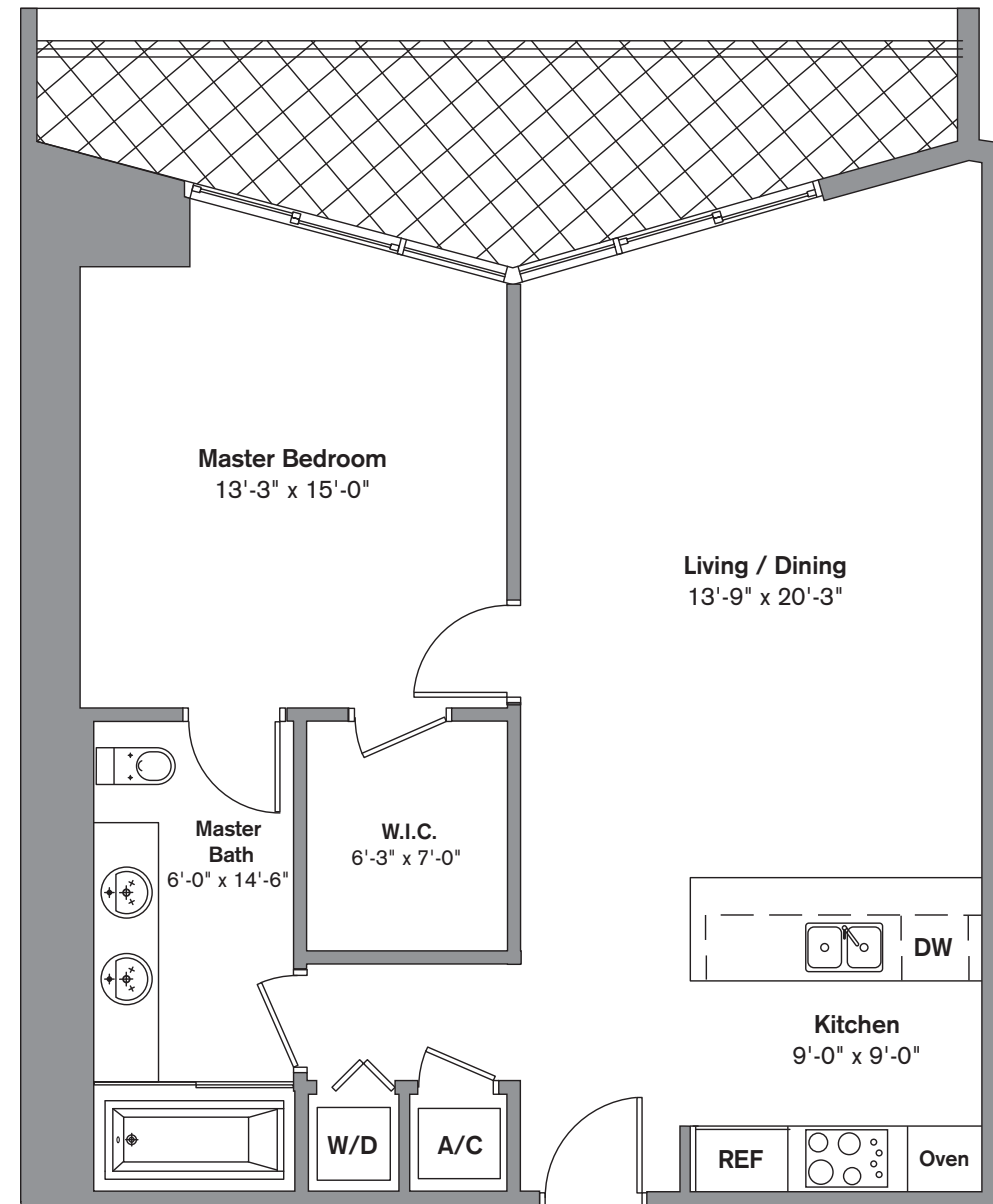 Master Bedroom
13'-3" x 15'-0"
Living / Dining
13'-9" x 20'-3"
Master
Bath
6'-0" x 14'-6"
W.I.C.
6'-3" x 7'-0"
DW
Kitchen
9'-0" x 9'-0"
W/D
A/C
REF
Oven